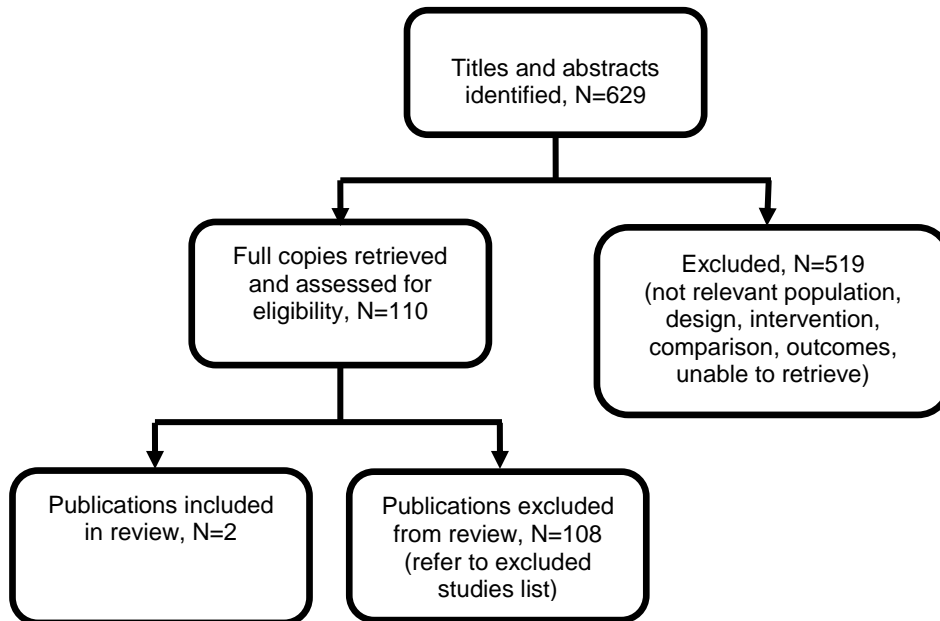 Titles and abstracts
identified, N=629
Full copies retrieved
and assessed for
eligibility, N=110
Excluded, N=519
(not relevant population,
design, intervention,
comparison, outcomes,
unable to retrieve)
Publications included
in review, N=2
Publications excluded
from review, N=108
(refer to excluded
studies list)